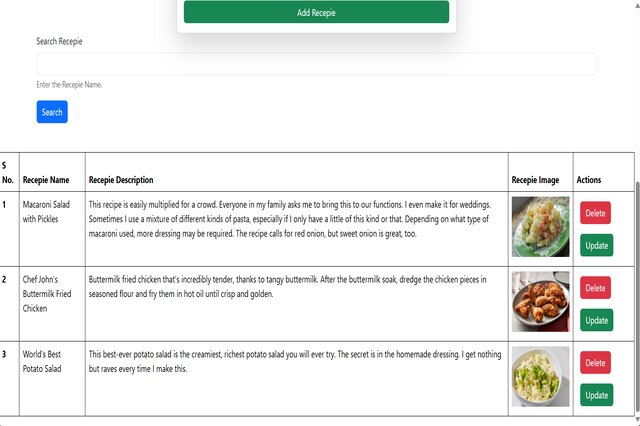 Add Recepie
Search Recepie
Enter the Recepie Name.
Search
S
No. Recepie Name Recepie Description Recepie Image Actions
1 Macaroni Salad
with Pickles
This recipe is easily multiplied for a crowd. Everyone in my family asks me to bring this to our functions. I even make it for weddings.
Sometimes I use a mixture of different kinds of pasta, especially if I only have a little of this kind or that. Depending on what type of
macaroni used, more dressing may be required. The recipe calls for red onion, but sweet onion is great, too.
Delete
Update
2 Chef John's
Buttermilk Fried
Chicken
Buttermilk fried chicken that's incredibly tender, thanks to tangy buttermilk. After the buttermilk soak, dredge the chicken pieces in
seasoned flour and fry them in hot oil until crisp and golden.
Delete
Update
3 World's Best
Potato Salad
This best-ever potato salad is the creamiest, richest potato salad you will ever try. The secret is in the homemade dressing. I get nothing
but raves every time I make this.
Delete
Update